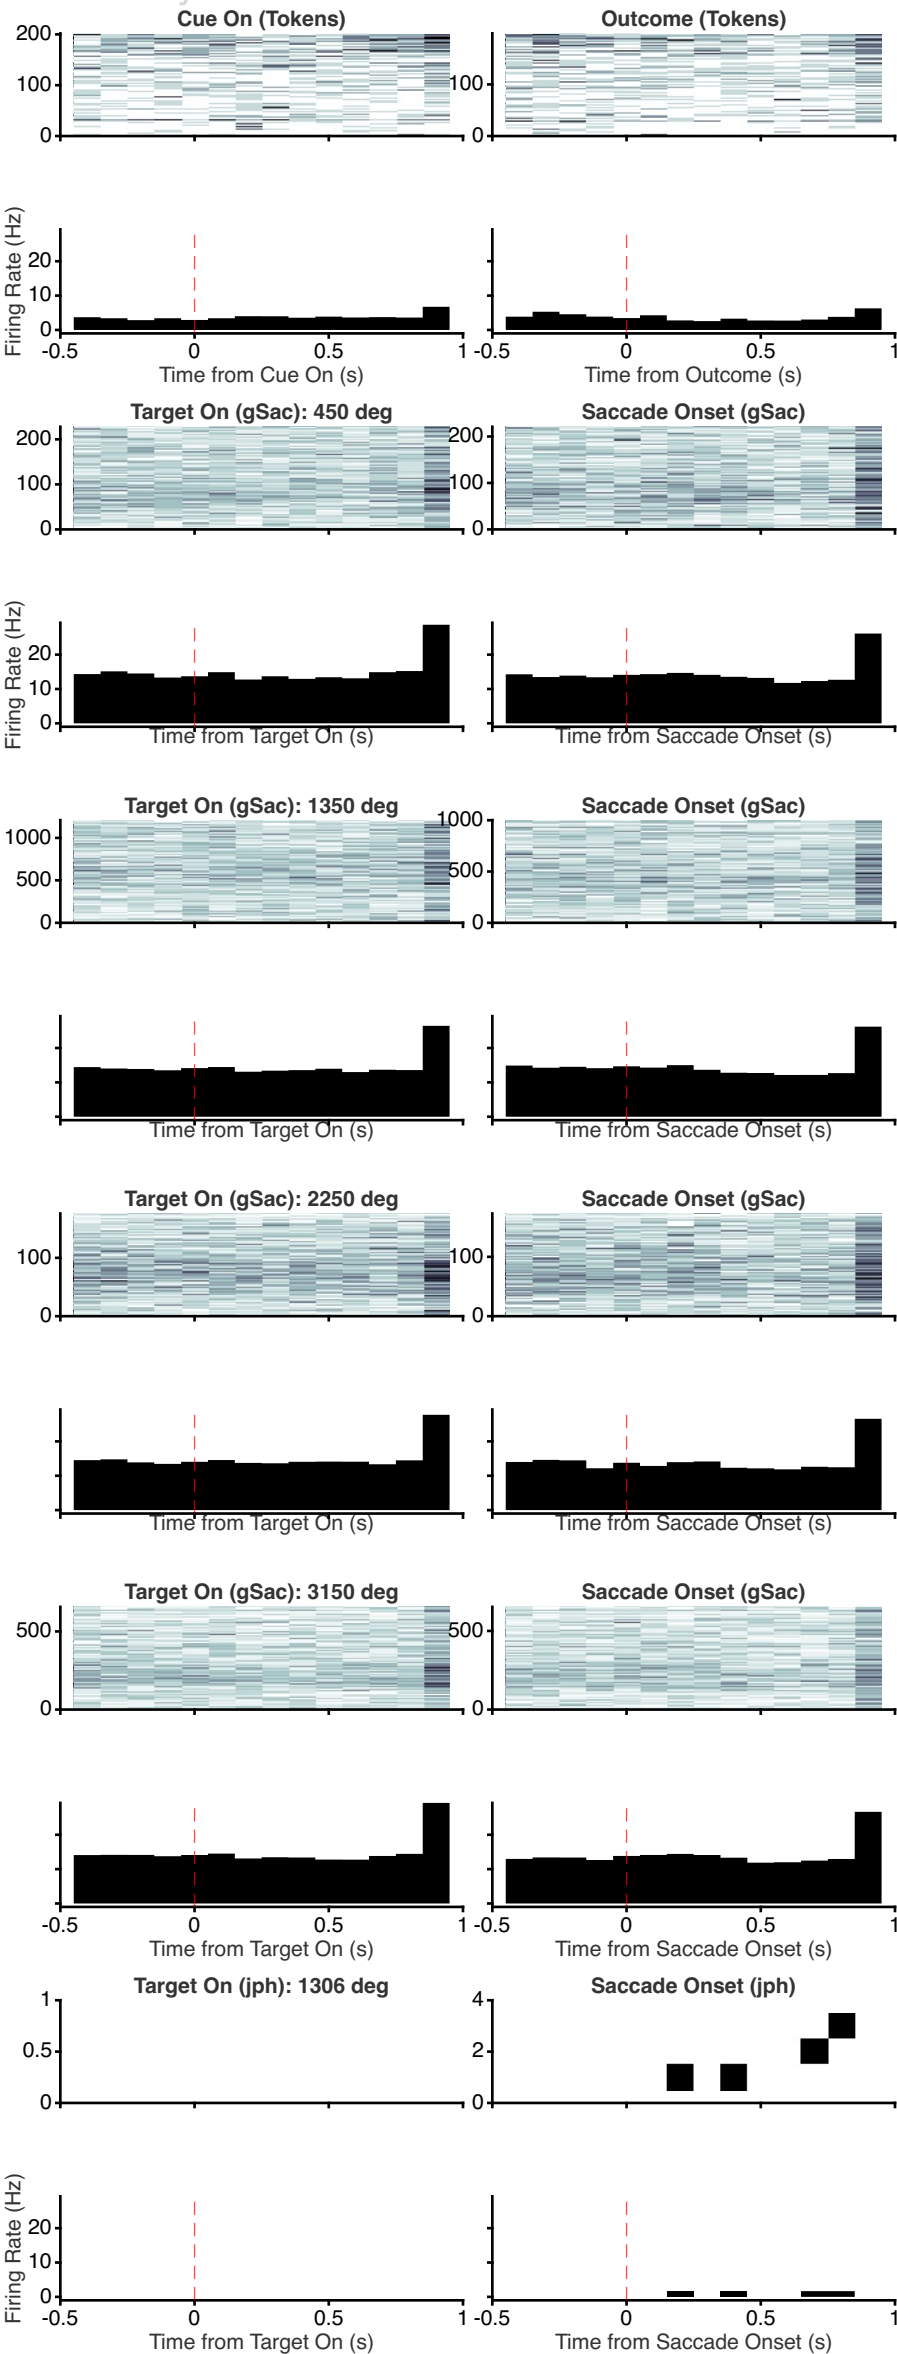 Cue On (Tokens) Outcome (Tokens)
200
100 100
0 0
Firing Rate (Hz)
20
10
0
-0.5 0 0.5 1 -0.5 0 0.5 1
Time from Cue On (s) Time from Outcome (s)
Target On (gSac): 450 deg Saccade Onset (gSac)
200 200
100 100
0 0
Firing Rate (Hz)
20
10
0
Time from Target On (s) Time from Saccade Onset (s)
Target On (gSac): 1350 deg Saccade Onset (gSac)
1000 1000
500 500
0 0
Time from Target On (s) Time from Saccade Onset (s)
Target On (gSac): 2250 deg Saccade Onset (gSac)
100 100
0 0
Time from Target On (s) Time from Saccade Onset (s)
Target On (gSac): 3150 deg Saccade Onset (gSac)
500 500
0 0
-0.5 0 0.5 1 -0.5 0 0.5 1
Time from Target On (s) Time from Saccade Onset (s)
Target On (jph): 1306 deg Saccade Onset (jph)
1 4
0.5 2
0 0
Firing Rate (Hz)
20
10
0
-0.5 0 0.5 1 -0.5 0 0.5 1
Time from Target On (s) Time from Saccade Onset (s)